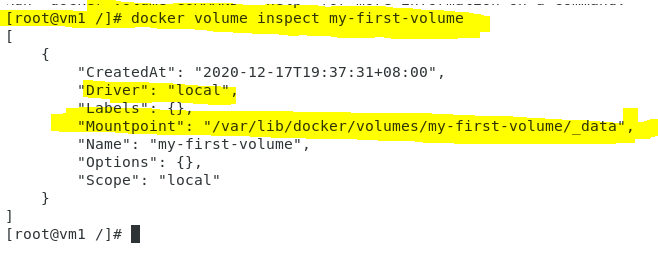 [root@vm1 /]# docker volume inspect my-first-volume
[
    {
        "CreatedAt": "2020-12-17T19:37:31+08:00",
        "Driver": "local",
        "Labels": {},
        "Mountpoint": "/var/lib/docker/volumes/my-first-volume/_data",
        "Name": "my-first-volume",
        "Options": {},
        "Scope": "local"
    }
]
[root@vm1 /]#